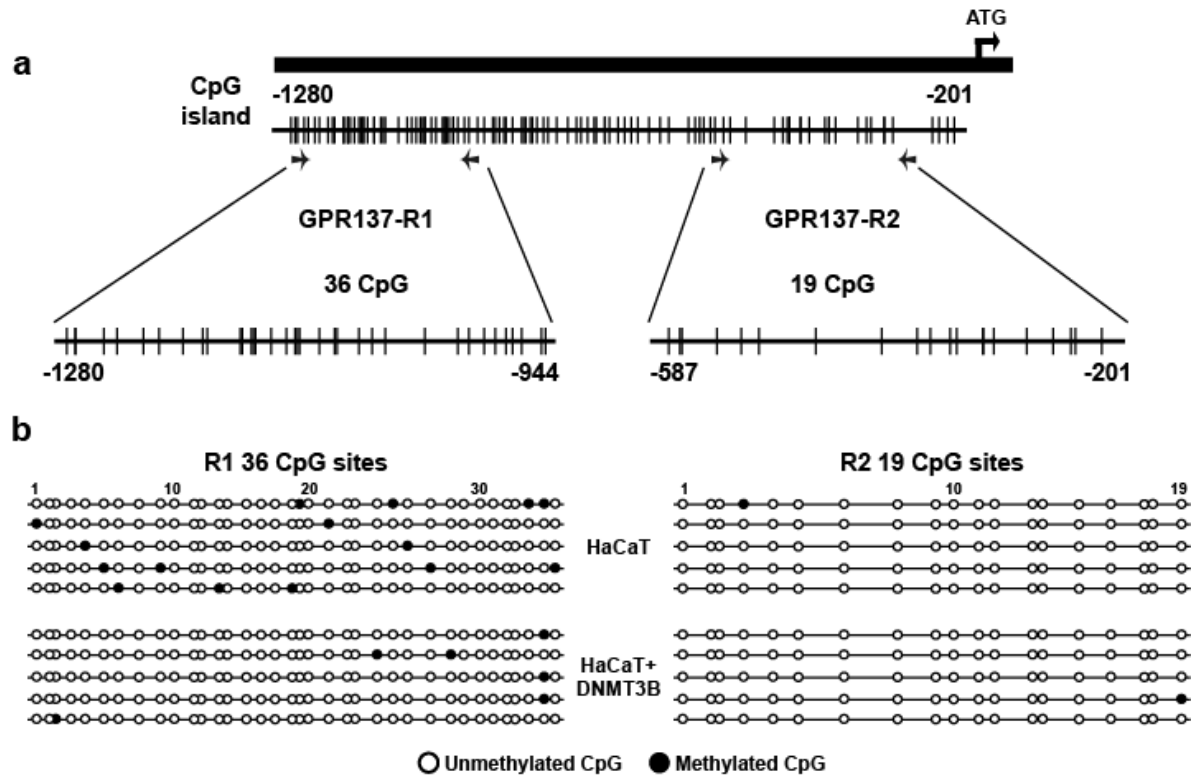 a
ATG
CpG
island
-1280
-201
GPR137-R1
GPR137-R2
36 CpG
19 CpG
-1280
-944
-587
-201
b
R1 36 CpG sites
R2 19 CpG sites
1
10
20
30
1
10
19
HaCaT
HaCaT+
DNMT3B
Unmethylated CpG
Methylated CpG